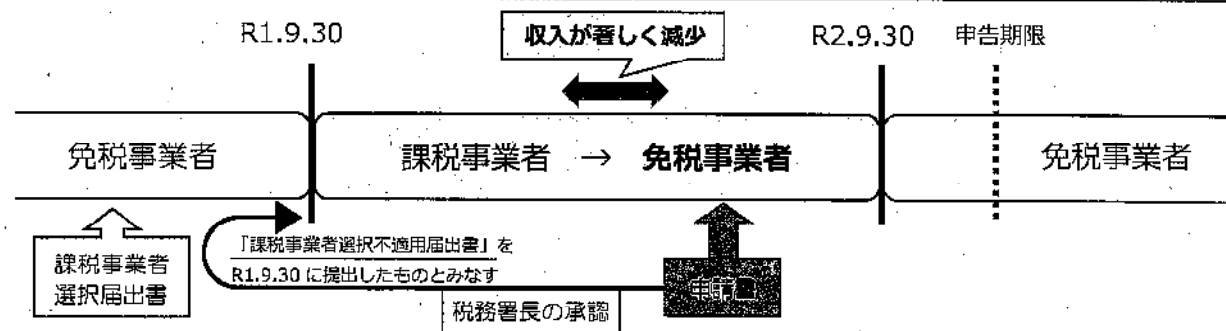 R1.9.30
収入が著しく減少
R2.9.30
申告期限
免税事業者
課税事業者 → 免税事業者
免税事業者
課税事業者
選択届出書
『課税事業者選択不適用届出書』を
R1.9.30 に提出したものとみなす
申請書
税務署長の承認